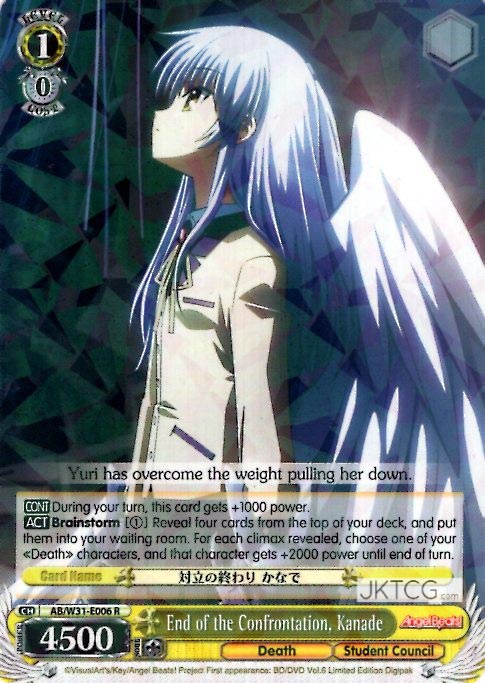 LEVEL
1
0
COST
Yuri has overcome the weight pulling her down.
CONT During your turn, this card gets +1000 power.
ACT Brainstorm [①] Reveal four cards from the top of your deck, and put
them into your waiting room. For each climax revealed, choose one of
your «Death» characters, and that character gets +2000 power until end of turn.
Card Name
対立の終わり かなで
JKTCG.com
CH AB/W31-E006 R
POWER 4500 SOUL
End of the Confrontation, Kanade
Angel Beats!
Death
Student Council
©VisualArt's/Key/Angel Beats! Project First appearance: BD/DVD Vol.6 Limited Edition Digipak